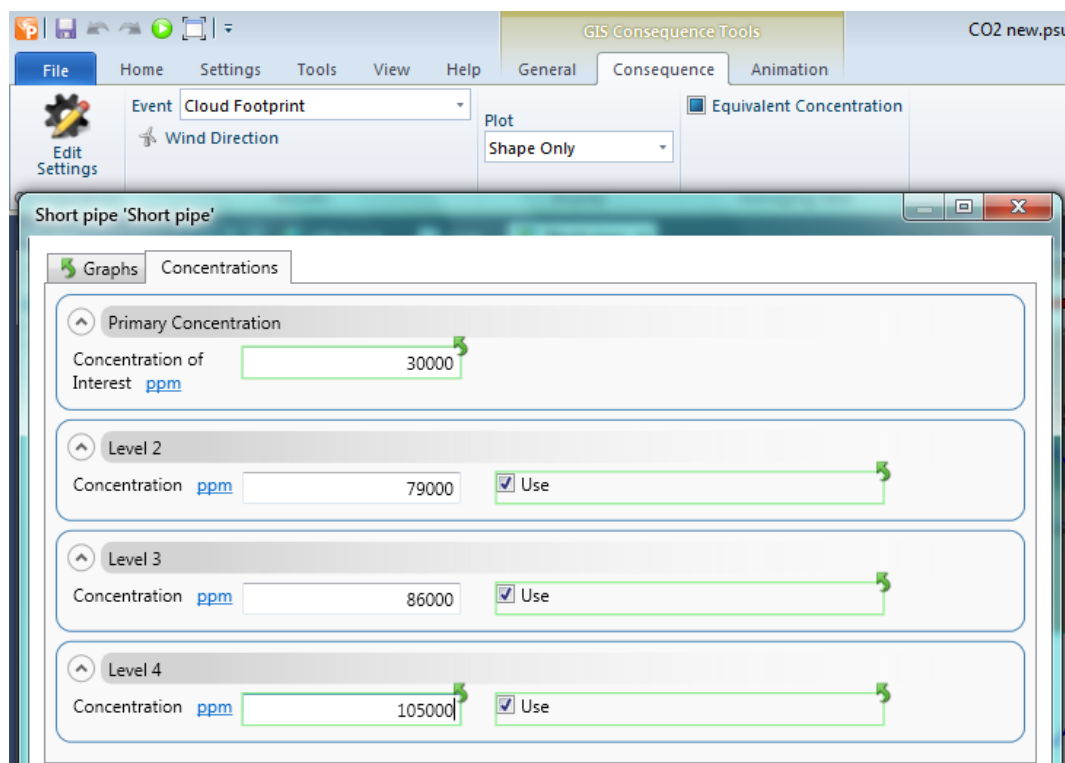 GIS Consequence Tools
CO2 new.psu
File Home Settings Tools View Help General Consequence Animation
Edit Settings
Event Cloud Footprint
Wind Direction
Plot
Shape Only
Equivalent Concentration
Short pipe 'Short pipe'
Graphs Concentrations
Primary Concentration
Concentration of
Interest ppm
30000
Level 2
Concentration ppm 79000 Use
Level 3
Concentration ppm 86000 Use
Level 4
Concentration ppm 105000 Use